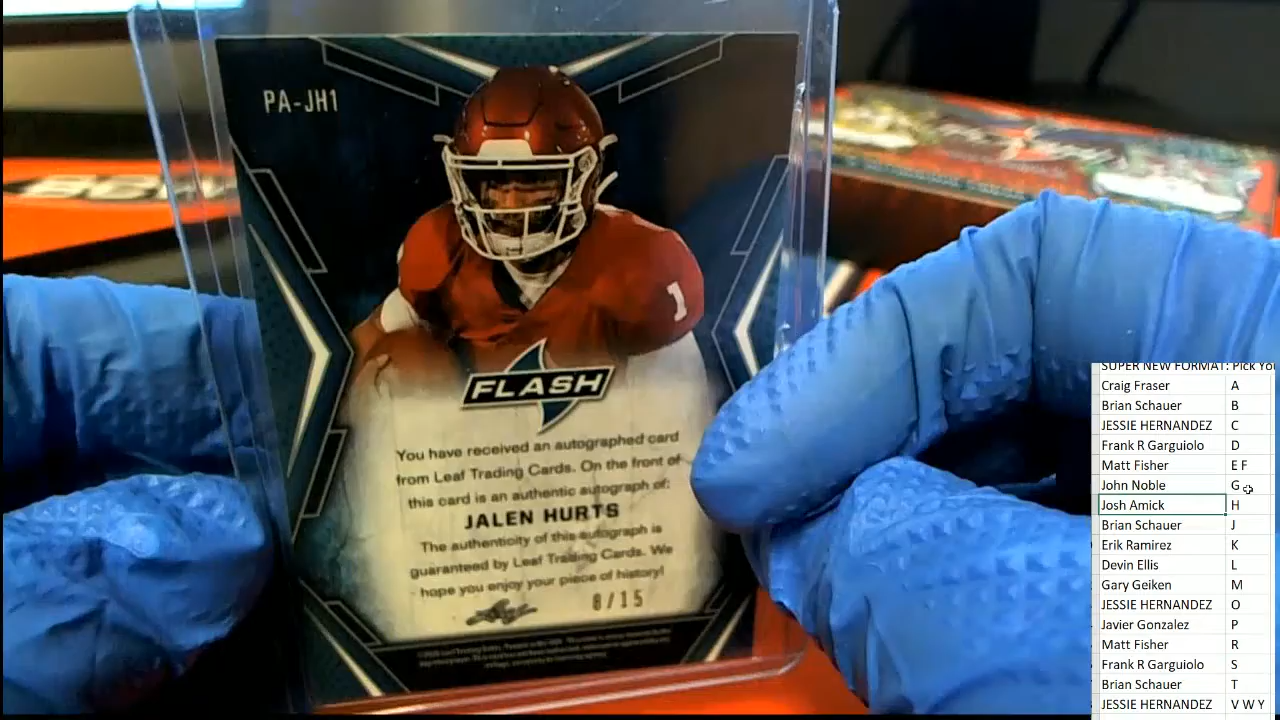 PA-JH1
1
FLASH
You have received an autographed card
from Leaf Trading Cards. On the front of
this card is an authentic autograph of:
JALEN HURTS
The authenticity of this autograph is
guaranteed by Leaf Trading Cards. We
hope you enjoy your piece of history!
Leaf
8/15
SUPER NEW FORMAT: Pick Yo
Craig Fraser A
Brian Schauer B
JESSIE HERNANDEZ C
Frank R Garguiolo D
Matt Fisher E F
John Noble G
Josh Amick H
Brian Schauer J
Erik Ramirez K
Devin Ellis L
Gary Geiken M
JESSIE HERNANDEZ O
Javier Gonzalez P
Matt Fisher R
Frank R Garguiolo S
Brian Schauer T
JESSIE HERNANDEZ V W Y